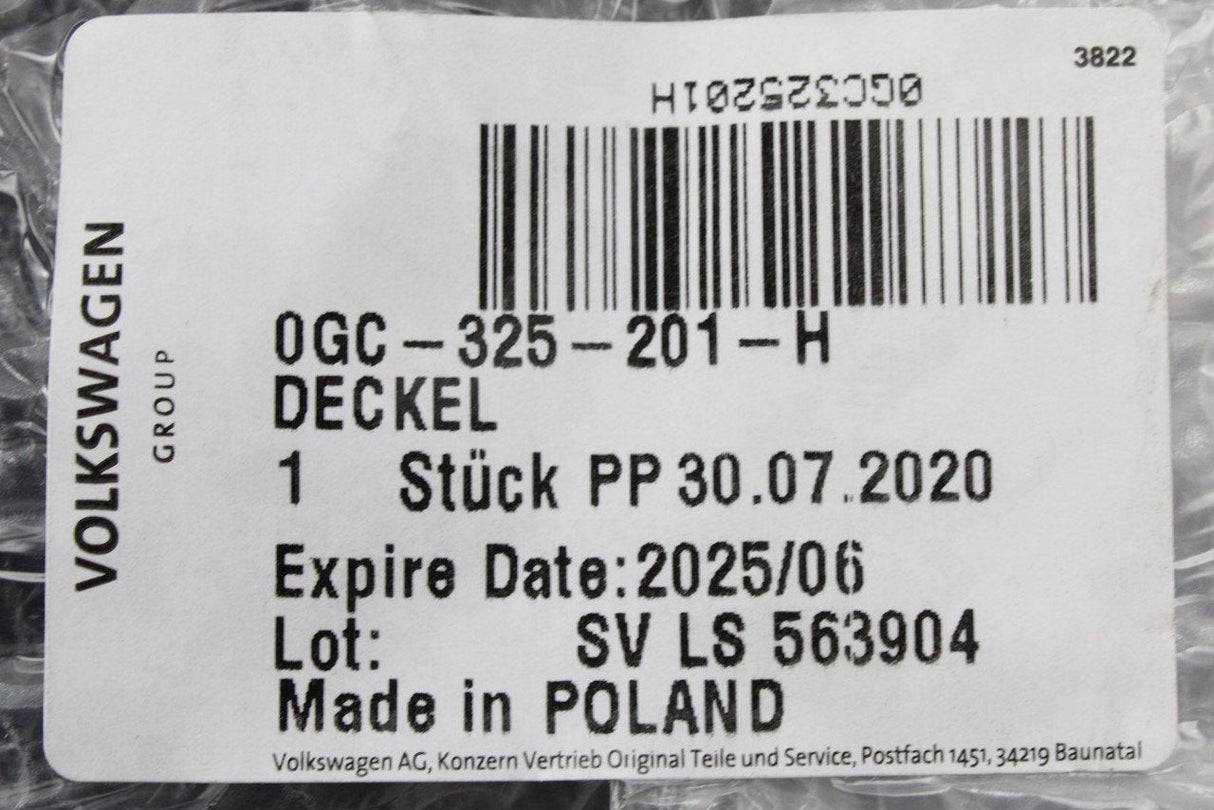 3822
0GC325201H
0GC-325-201-H
DECKEL
1 Stück PP 30.07.2020
Expire Date:2025/06
Lot: SV LS 563904
Made in POLAND
Volkswagen AG, Konzern Vertrieb Original Teile und Service, Postfach 1451, 34219 Baunatal
VOLKSWAGEN
GROUP